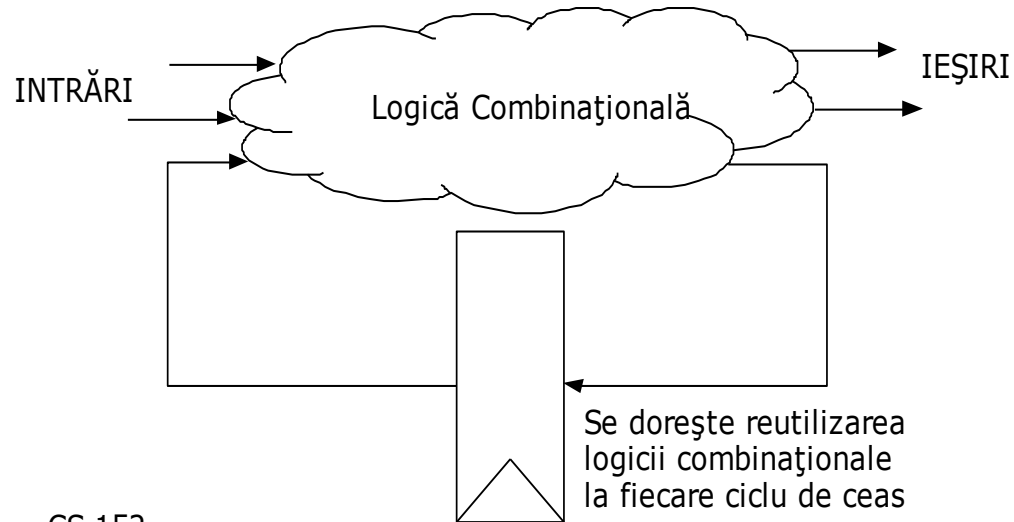 INTRĂRI
IEŞIRI
Logică Combinaţională
Se doreşte reutilizarea
logicii combinaţionale
la fiecare ciclu de ceas